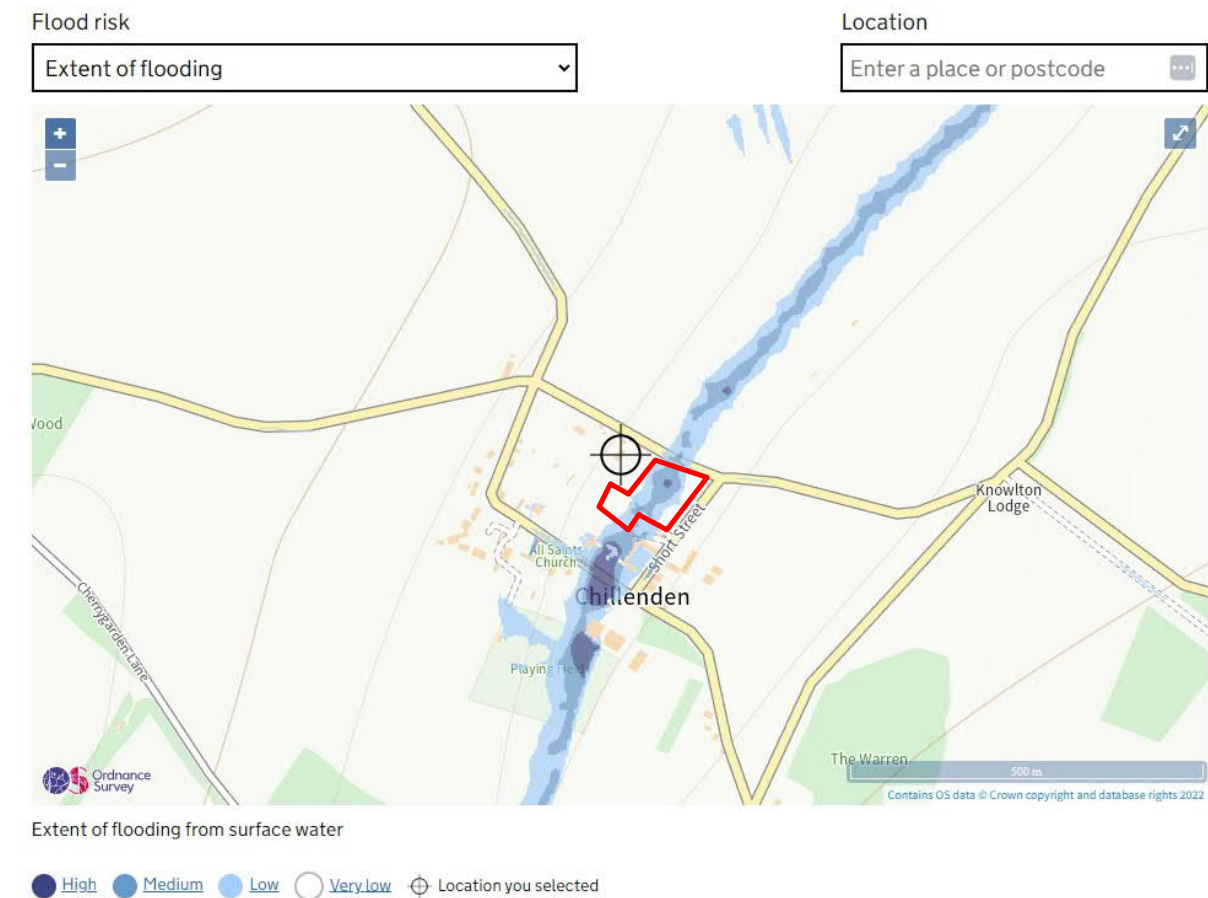 Flood risk
Location
Extent of flooding
Enter a place or postcode
+
−
Wood
Knowlton
Lodge
All Saints
Church
Short Street
Chillenden
Cherrygarden Lane
Playing Field
The Warren
500 m
Ordnance
Survey
Contains OS data © Crown copyright and database rights 2022
Extent of flooding from surface water
High Medium Low Very low Location you selected